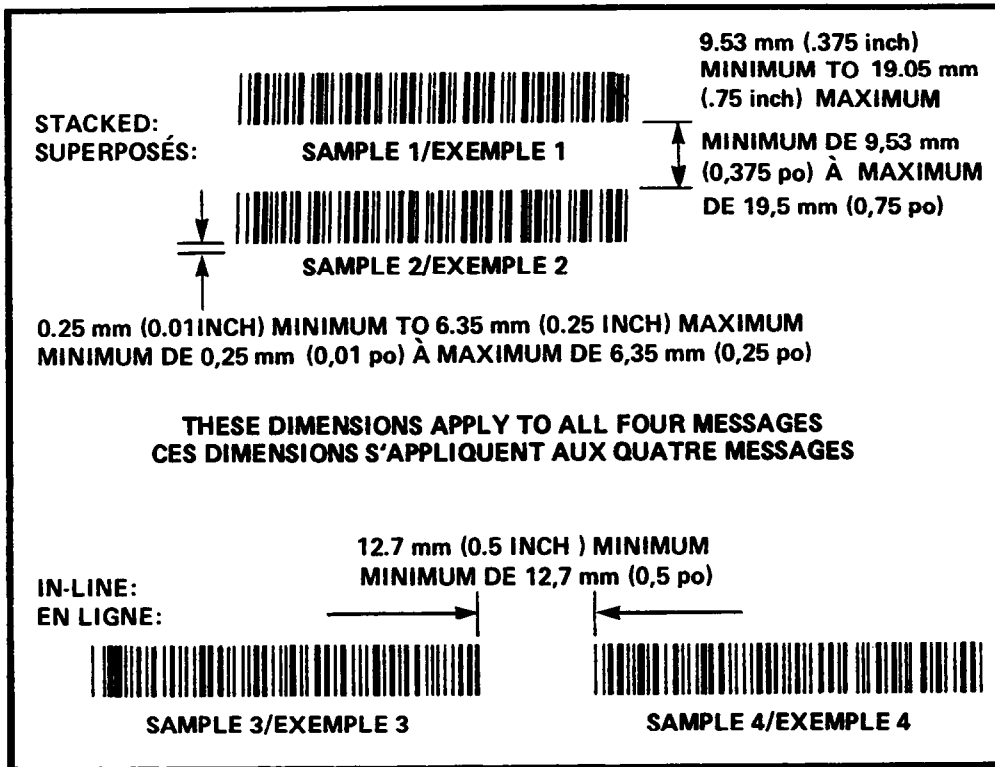 9.53 mm (.375 inch)
MINIMUM TO 19.05 mm
(.75 inch) MAXIMUM
STACKED:
SUPERPOSÉS:
SAMPLE 1/EXEMPLE 1
MINIMUM DE 9,53 mm
(0,375 po) À MAXIMUM
DE 19,5 mm (0,75 po)
SAMPLE 2/EXEMPLE 2
0.25 mm (0.01INCH) MINIMUM TO 6.35 mm (0.25 INCH) MAXIMUM
MINIMUM DE 0,25 mm (0,01 po) À MAXIMUM DE 6,35 mm (0,25 po)
THESE DIMENSIONS APPLY TO ALL FOUR MESSAGES
CES DIMENSIONS S'APPLIQUENT AUX QUATRE MESSAGES
12.7 mm (0.5 INCH ) MINIMUM
MINIMUM DE 12,7 mm (0,5 po)
IN-LINE:
EN LIGNE:
SAMPLE 3/EXEMPLE 3
SAMPLE 4/EXEMPLE 4